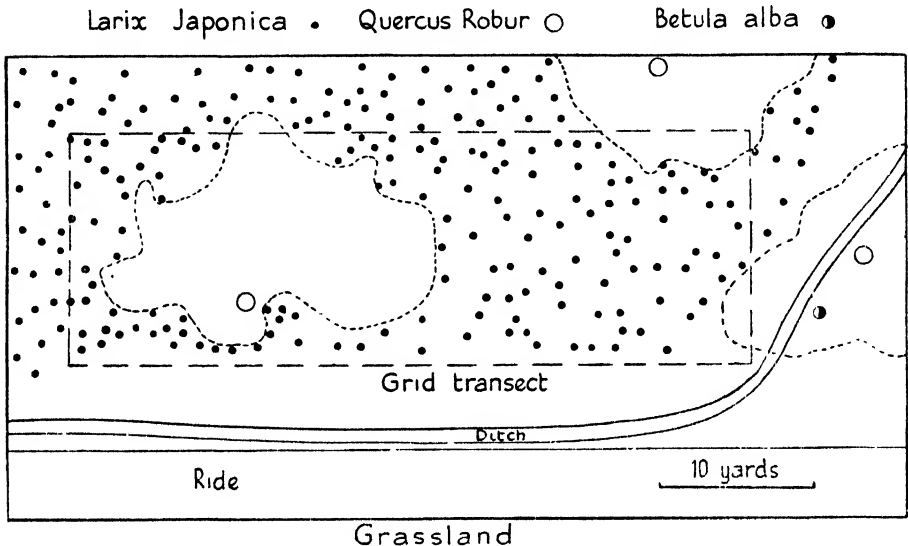 Larix Japonica Quercus Robur Betula alba
Grid transect
Ditch
Ride
10 yards
Grassland